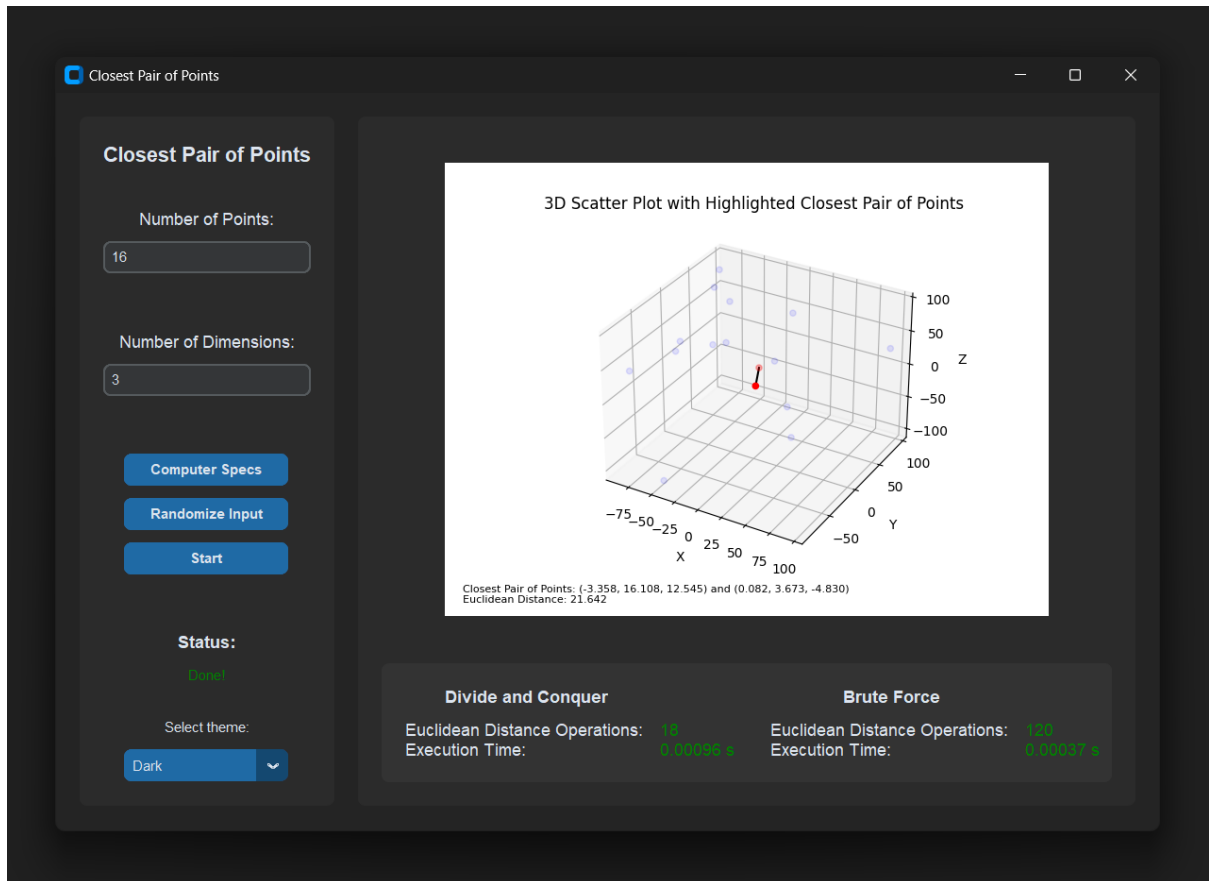 Closest Pair of Points
Closest Pair of Points
Number of Points:
16
Number of Dimensions:
3
Computer Specs
Randomize Input
Start
Status:
Done!
Select theme:
Dark
3D Scatter Plot with Highlighted Closest Pair of Points
100
50
0
Z
−50
−100
100
50
0
Y
−50
−75
−50
−25
0
25
50
75
100
X
Closest Pair of Points: (-3.358, 16.108, 12.545) and (0.082, 3.673, -4.830)
Euclidean Distance: 21.642
Divide and Conquer
Euclidean Distance Operations: 18
Execution Time: 0.00096 s
Brute Force
Euclidean Distance Operations: 120
Execution Time: 0.00037 s